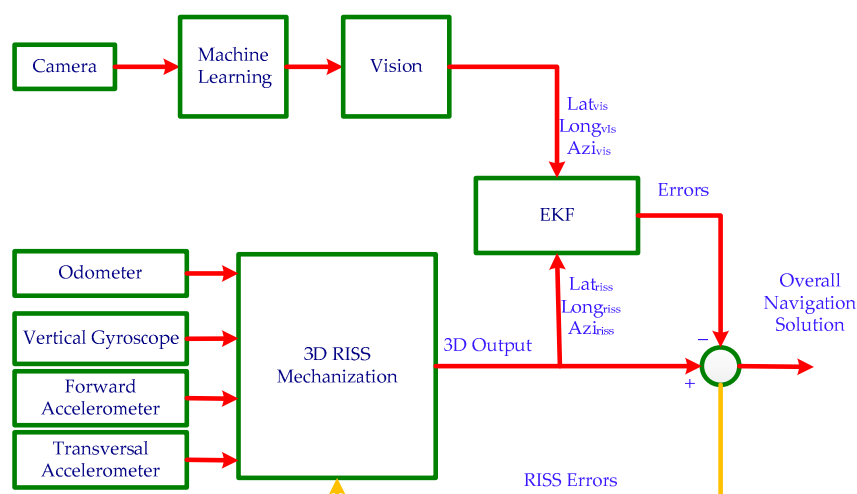 Camera
Machine
Learning
Vision
Latvis
LongvIs
Azivis
EKF
Errors
Odometer
Vertical Gyroscope
Forward
Accelerometer
Transversal
Accelerometer
3D RISS
Mechanization
3D Output
Latriss
Longriss
Aziriss
−
+
Overall
Navigation
Solution
RISS Errors